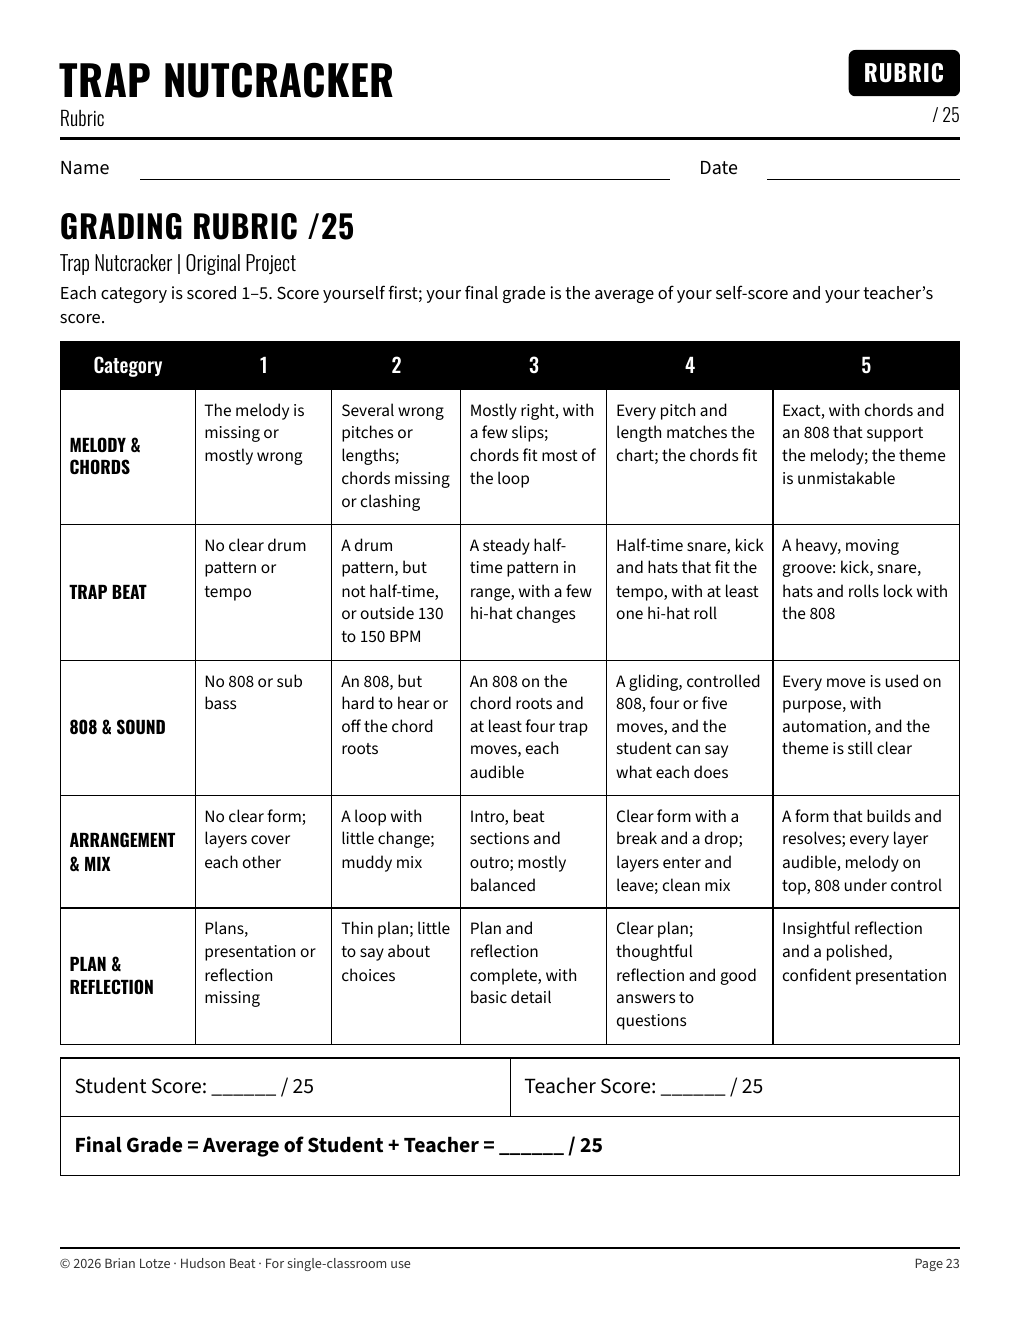 TRAP NUTCRACKER
RUBRIC
Rubric
/ 25
Name
Date
GRADING RUBRIC /25
Trap Nutcracker | Original Project
Each category is scored 1–5. Score yourself first; your final grade is the average of your self-score and your teacher’s
score.
Category 1 2 3 4 5
MELODY &
CHORDS
The melody is
missing or
mostly wrong
Several wrong
pitches or
lengths;
chords missing
or clashing
Mostly right, with
a few slips;
chords fit most of
the loop
Every pitch and
length matches the
chart; the chords fit
Exact, with chords and
an 808 that support
the melody; the theme
is unmistakable
TRAP BEAT
No clear drum
pattern or
tempo
A drum
pattern, but
not half-time,
or outside 130
to 150 BPM
A steady half-
time pattern in
range, with a few
hi-hat changes
Half-time snare, kick
and hats that fit the
tempo, with at least
one hi-hat roll
A heavy, moving
groove: kick, snare,
hats and rolls lock with
the 808
808 & SOUND
No 808 or sub
bass
An 808, but
hard to hear or
off the chord
roots
An 808 on the
chord roots and
at least four trap
moves, each
audible
A gliding, controlled
808, four or five
moves, and the
student can say
what each does
Every move is used on
purpose, with
automation, and the
theme is still clear
ARRANGEMENT
& MIX
No clear form;
layers cover
each other
A loop with
little change;
muddy mix
Intro, beat
sections and
outro; mostly
balanced
Clear form with a
break and a drop;
layers enter and
leave; clean mix
A form that builds and
resolves; every layer
audible, melody on
top, 808 under control
PLAN &
REFLECTION
Plans,
presentation or
reflection
missing
Thin plan; little
to say about
choices
Plan and
reflection
complete, with
basic detail
Clear plan;
thoughtful
reflection and good
answers to
questions
Insightful reflection
and a polished,
confident presentation
Student Score: ______ / 25
Teacher Score: ______ / 25
Final Grade = Average of Student + Teacher = ______ / 25
© 2026 Brian Lotze · Hudson Beat · For single-classroom use
Page 23